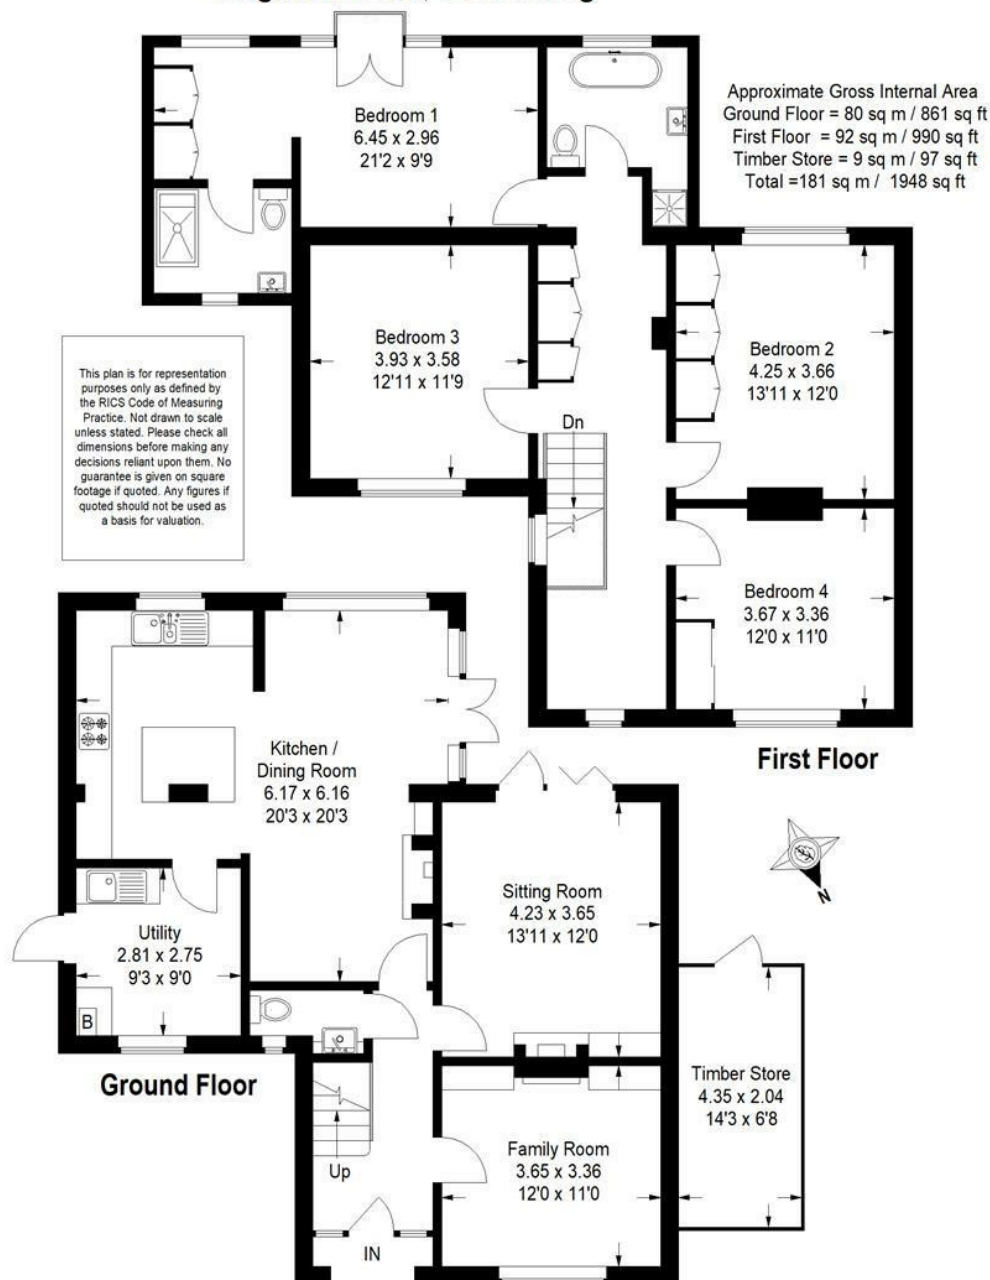 Approximate Gross Internal Area
Ground Floor = 80 sq m / 861 sq ft
First Floor = 92 sq m / 990 sq ft
Timber Store = 9 sq m / 97 sq ft
Total =181 sq m / 1948 sq ft
Bedroom 1
6.45 x 2.96
21'2 x 9'9
Bedroom 3
3.93 x 3.58
12'11 x 11'9
Bedroom 2
4.25 x 3.66
13'11 x 12'0
This plan is for representation
purposes only as defined by
the RICS Code of Measuring
Practice. Not drawn to scale
unless stated. Please check all
dimensions before making any
decisions reliant upon them. No
guarantee is given on square
footage if quoted. Any figures if
quoted should not be used as
a basis for valuation.
Dn
Bedroom 4
3.67 x 3.36
12'0 x 11'0
First Floor
Kitchen /
Dining Room
6.17 x 6.16
20'3 x 20'3
N
Sitting Room
4.23 x 3.65
13'11 x 12'0
Utility
2.81 x 2.75
9'3 x 9'0
B
Ground Floor
Timber Store
4.35 x 2.04
14'3 x 6'8
Up
Family Room
3.65 x 3.36
12'0 x 11'0
IN